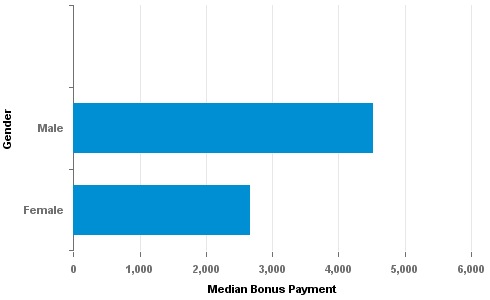 Gender
Male
Female
0 1,000 2,000 3,000 4,000 5,000 6,000
Median Bonus Payment